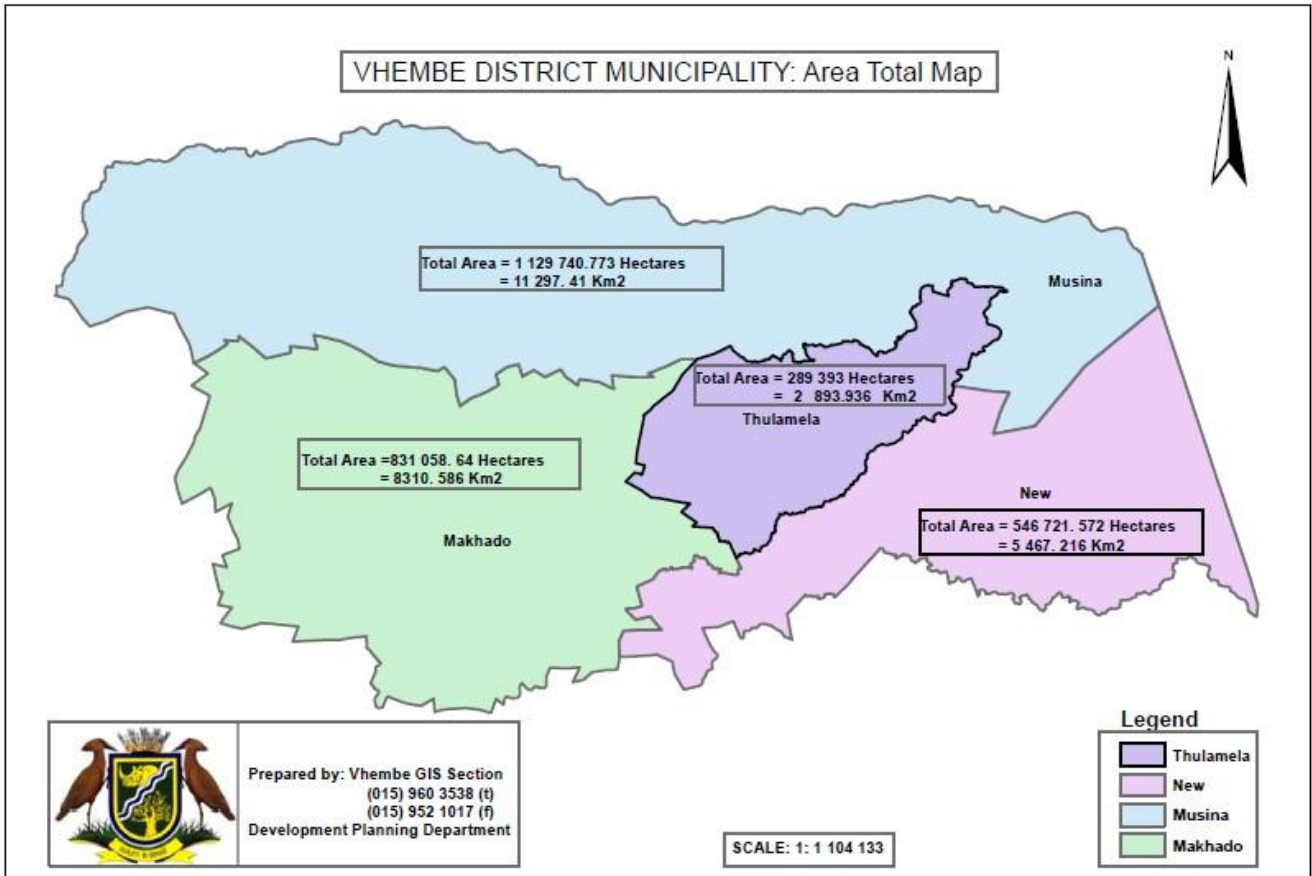 VHEMBE DISTRICT MUNICIPALITY: Area Total Map
N
Total Area = 1 129 740.773 Hectares
= 11 297. 41 Km2
Musina
Total Area = 289 393 Hectares
= 2 893.936 Km2
Thulamela
Total Area =831 058. 64 Hectares
= 8310. 586 Km2
Makhado
New
Total Area = 546 721. 572 Hectares
= 5 467. 216 Km2
Prepared by: Vhembe GIS Section
(015) 960 3538 (t)
(015) 952 1017 (f)
Development Planning Department
SCALE: 1: 1 104 133
Legend
Thulamela
New
Musina
Makhado